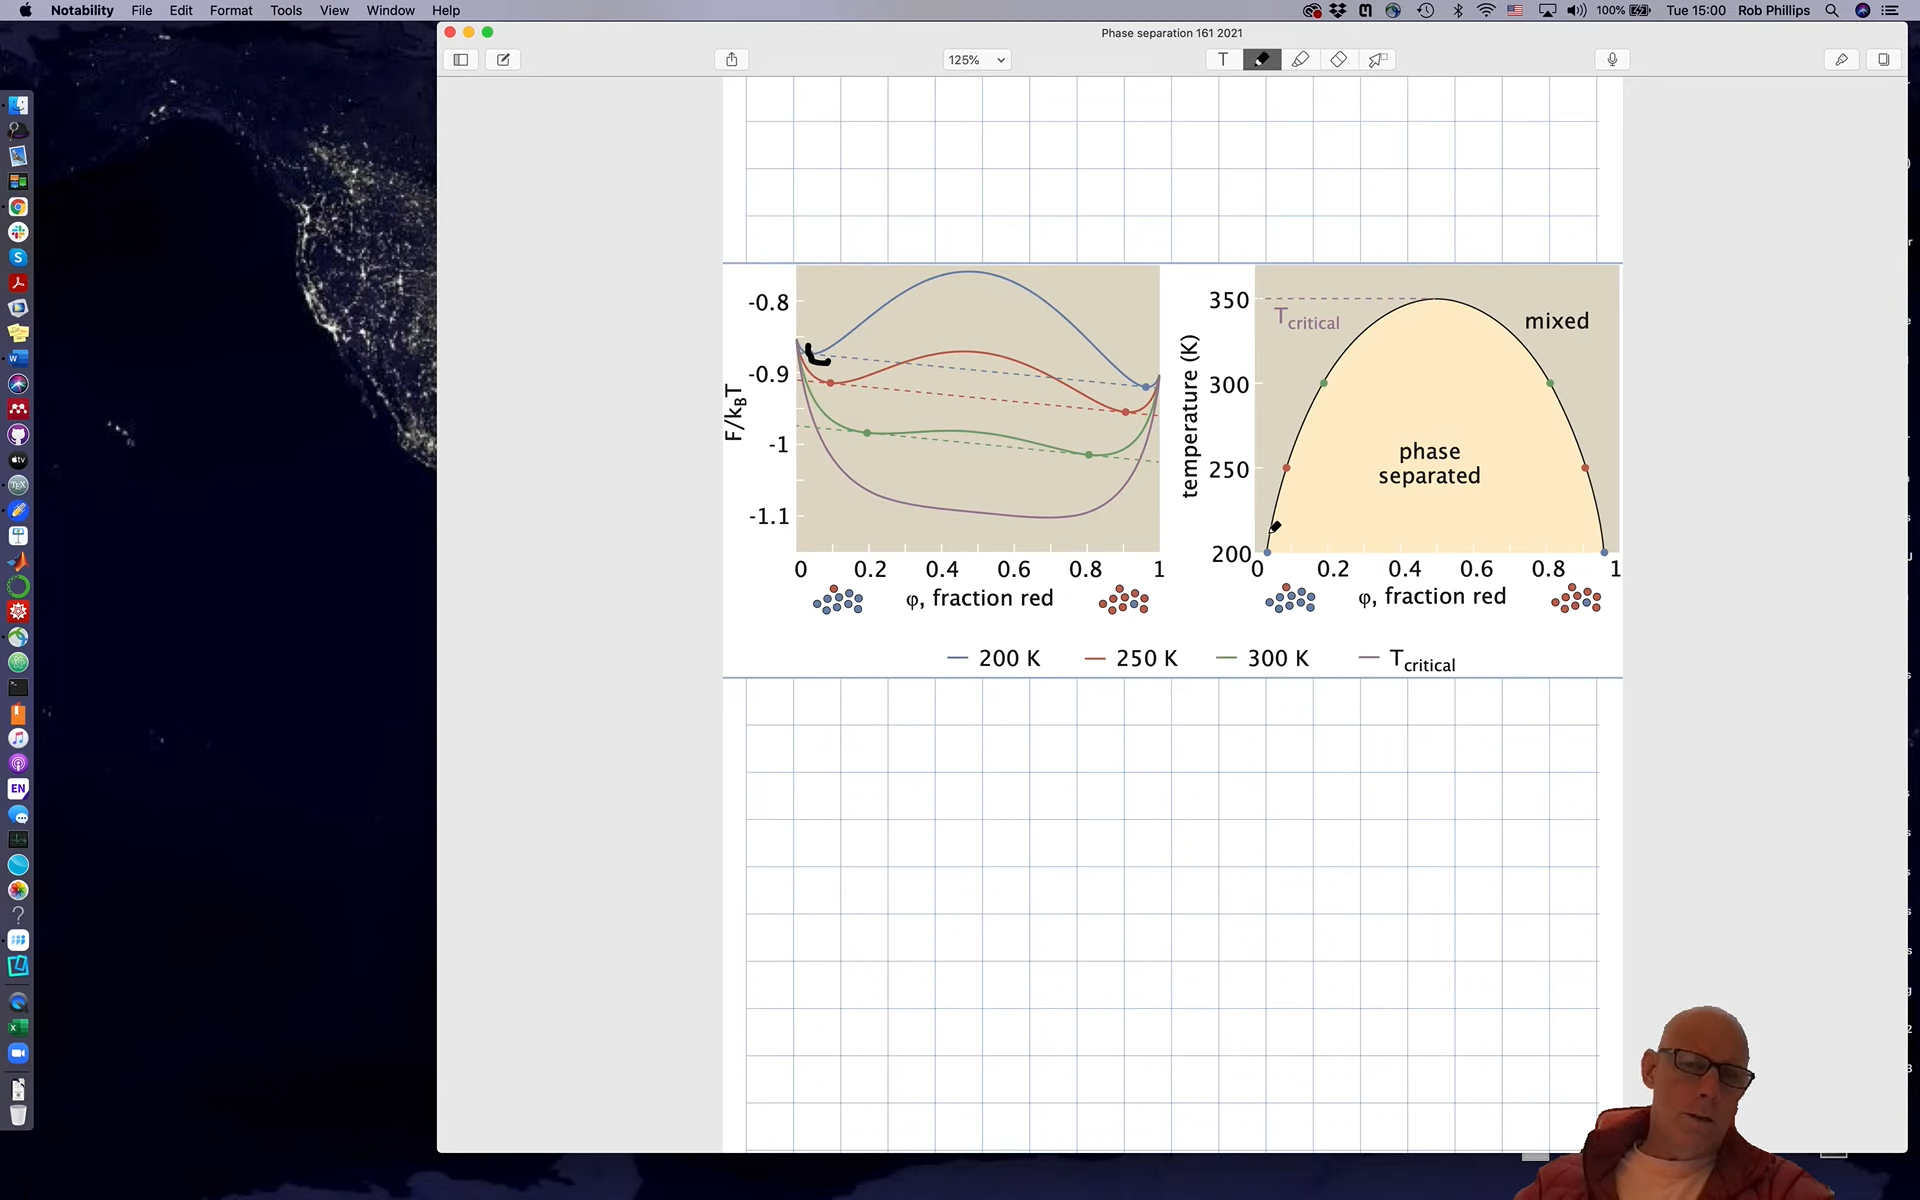 Notability File Edit Format Tools View Window Help
100% Tue 15:00 Rob Phillips
Phase separation 161 2021
125%
T
-0.8
-0.9
-1
-1.1
F/kBT
0 0.2 0.4 0.6 0.8 1
φ, fraction red
350
300
250
200
temperature (K)
Tcritical
mixed
phase
separated
0 0.2 0.4 0.6 0.8 1
φ, fraction red
200 K 250 K 300 K Tcritical
tv
TEX
EN